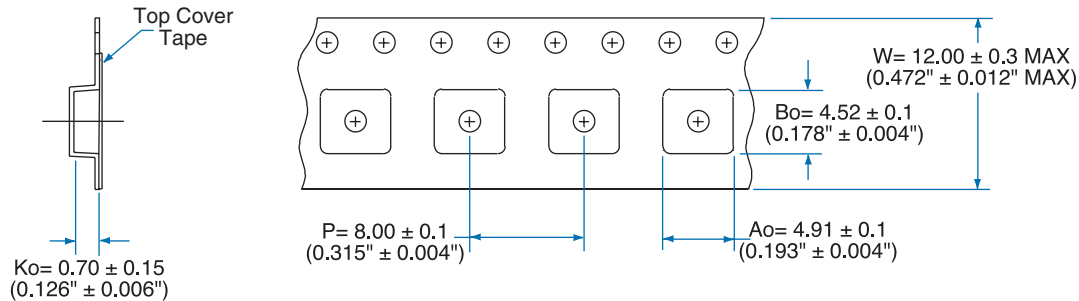 Top Cover
Tape
W= 12.00 ± 0.3 MAX
(0.472" ± 0.012" MAX)
Bo= 4.52 ± 0.1
(0.178" ± 0.004")
P= 8.00 ± 0.1
(0.315" ± 0.004")
Ao= 4.91 ± 0.1
(0.193" ± 0.004")
Ko= 0.70 ± 0.15
(0.126" ± 0.006")